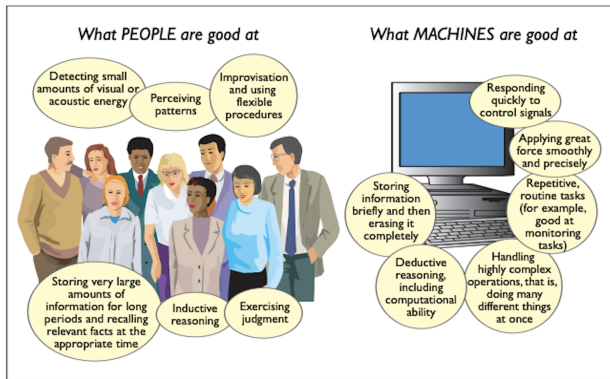 What PEOPLE are good at
Detecting small
amounts of visual or
acoustic energy
Perceiving
patterns
Improvisation and using
flexible
procedures
Storing very large
amounts of
information for long
periods and recalling
relevant facts at the
appropriate time
Inductive
reasoning
Exercising
judgment
What MACHINES are good at
Responding
quickly to
control signals
Applying great
force smoothly
and precisely
Repetitive,
routine tasks
(for example,
good at
monitoring
tasks)
Storing
information
briefly and then
erasing it
completely
Deductive
reasoning,
including
computational
ability
Handling
highly complex
operations, that is,
doing many
different things
at once